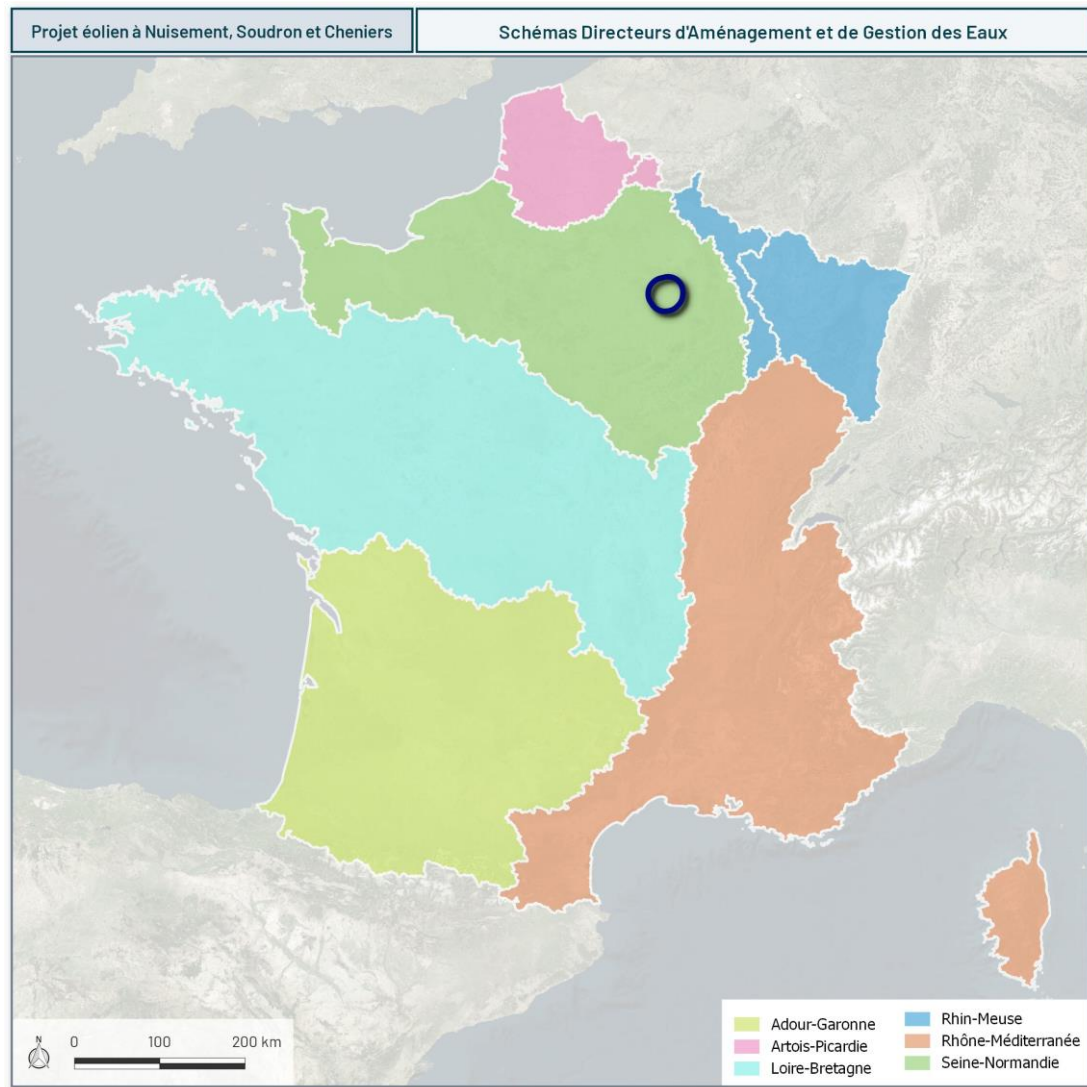 Projet éolien à Nuisement, Soudron et Cheniers
Schémas Directeurs d'Aménagement et de Gestion des Eaux
N
0 100 200 km
Adour-Garonne
Artois-Picardie
Loire-Bretagne
Rhin-Meuse
Rhône-Méditerranée
Seine-Normandie